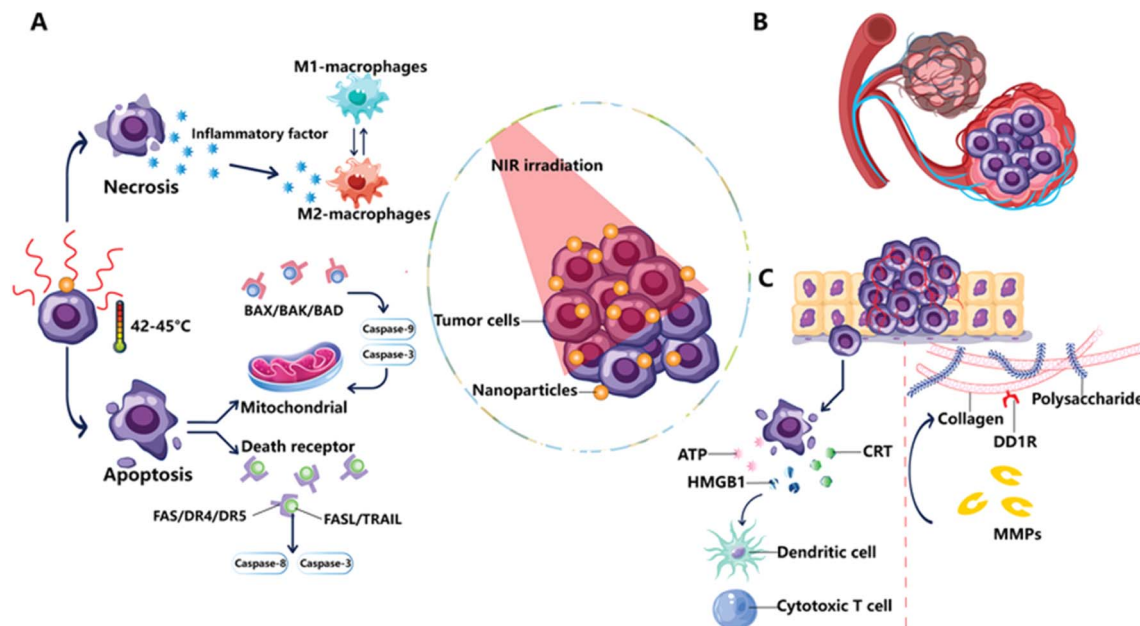 A
M1-macrophages
Inflammatory factor
Necrosis
M2-macrophages
42-45°C
BAX/BAK/BAD
Caspase-9
Caspase-3
Mitochondrial
Apoptosis
Death receptor
FAS/DR4/DR5
FASL/TRAIL
Caspase-8
Caspase-3
NIR irradiation
Tumor cells
Nanoparticles
B
C
ATP
CRT
HMGB1
Dendritic cell
Cytotoxic T cell
Polysaccharide
Collagen
DD1R
MMPs